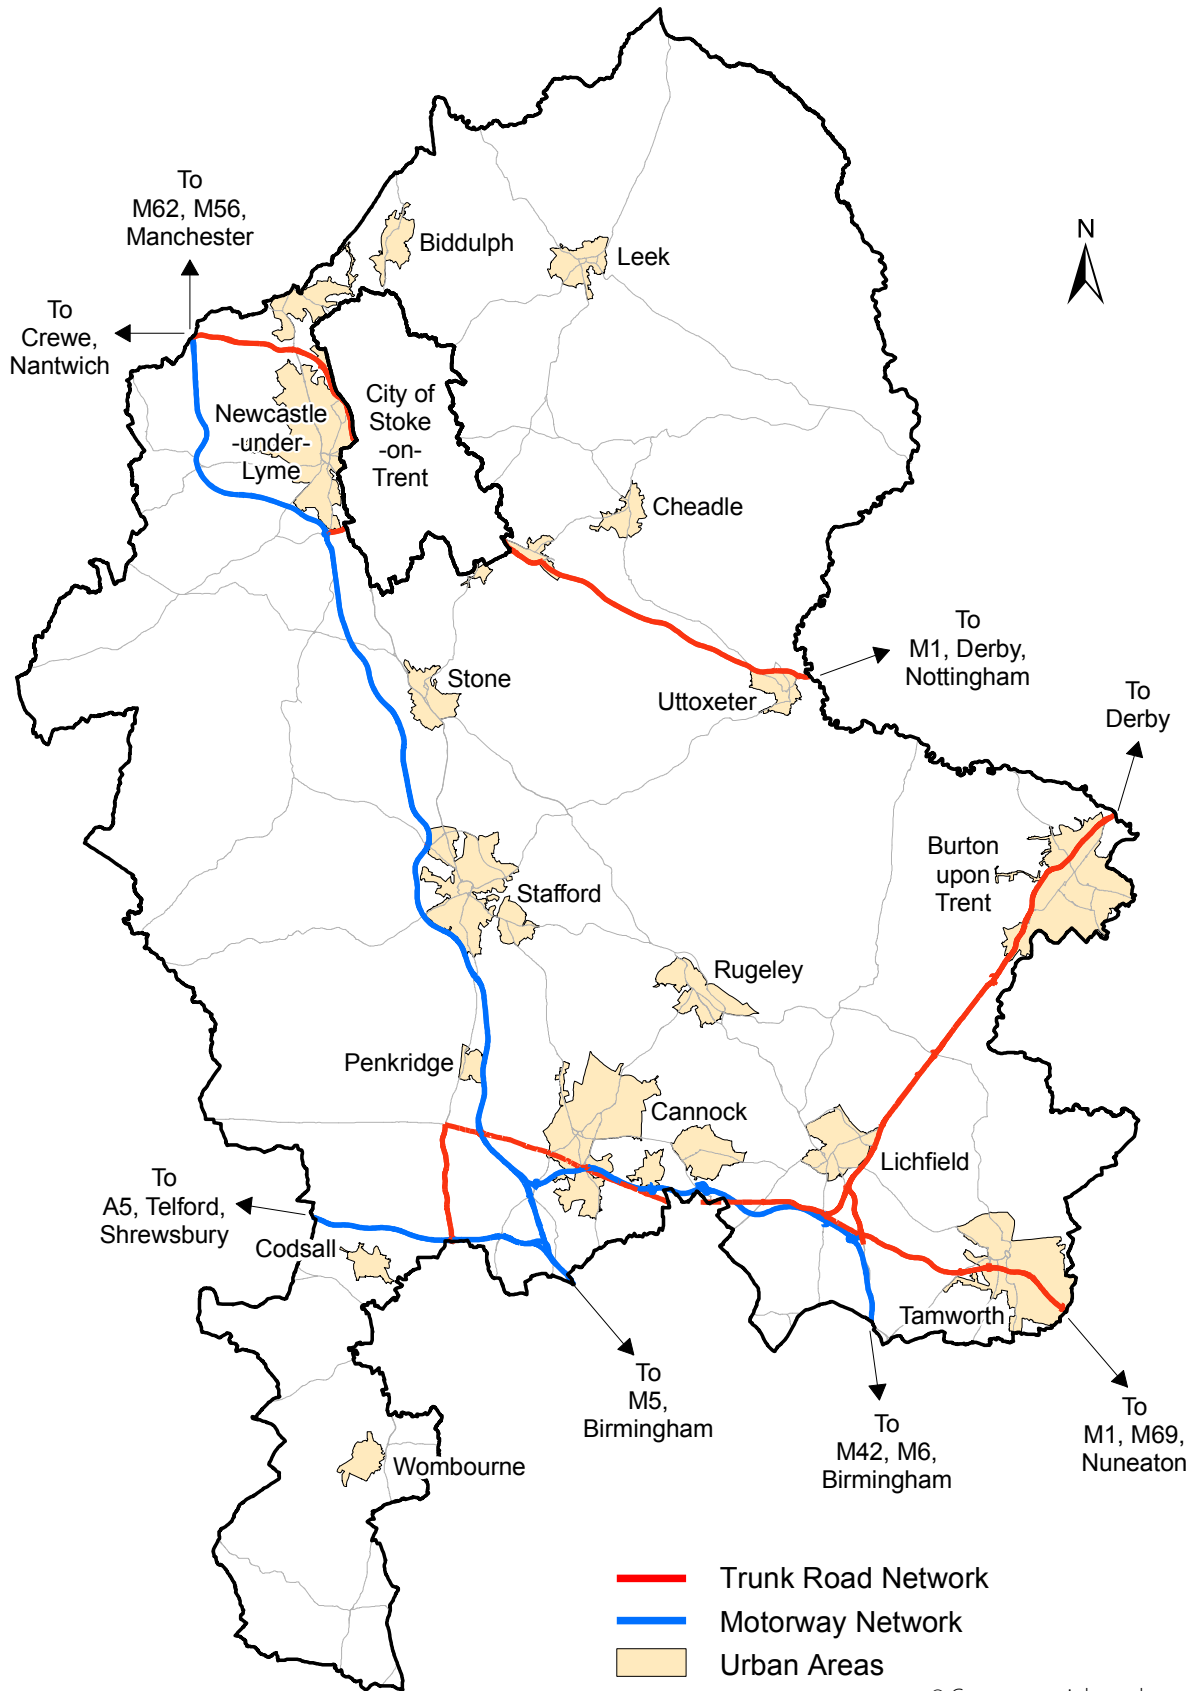 To
M62, M56,
Manchester
Biddulph
Leek
N
To
Crewe,
Nantwich
City of
Stoke
-on-
Trent
Newcastle
-under-
Lyme
Cheadle
To
M1, Derby,
Nottingham
Stone
Uttoxeter
To
Derby
Burton
upon
Trent
Stafford
Rugeley
Penkridge
Cannock
Lichfield
To
A5, Telford,
Shrewsbury
Codsall
Tamworth
To
M5,
Birmingham
To
M42, M6,
Birmingham
To
M1, M69,
Nuneaton
Wombourne
Trunk Road Network
Motorway Network
Urban Areas